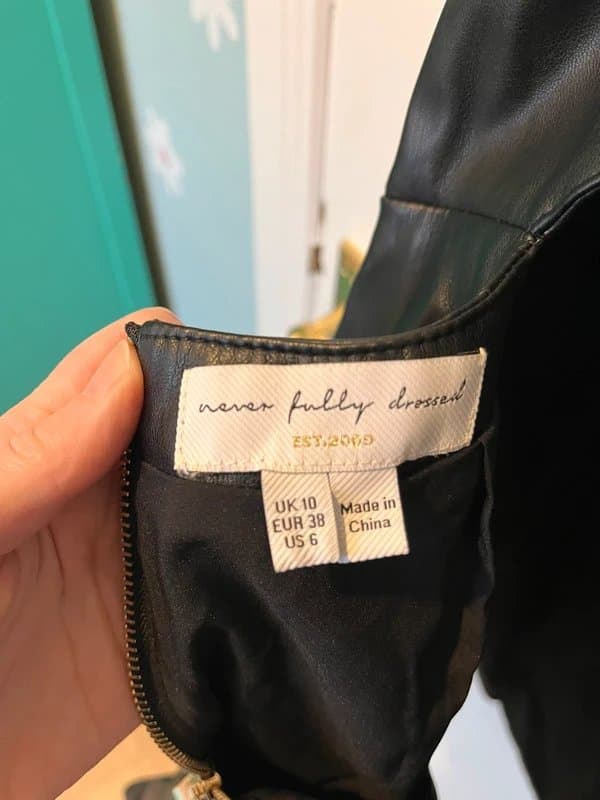 never fully dressed
EST.2009
UK 10
EUR 38
US 6
Made in
China